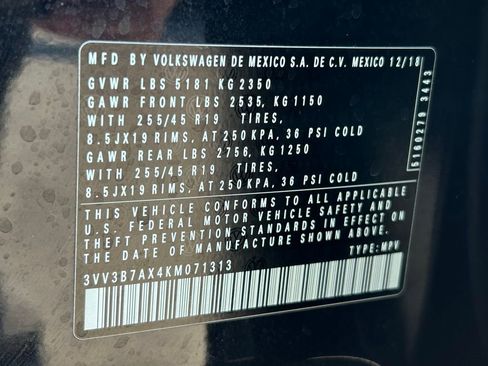 MFD BY VOLKSWAGEN DE MEXICO S.A. DE C.V. MEXICO 12/18
GVWR LBS 5181 KG 2350
GAWR FRONT LBS 2535, KG 1150
WITH 255/45 R19 TIRES,
8.5JX19 RIMS, AT 250 KPA, 36 PSI COLD
GAWR REAR LBS 2756, KG 1250
WITH 255/45 R19 TIRES,
8.5JX19 RIMS, AT 250 KPA, 36 PSI COLD
THIS VEHICLE CONFORMS TO ALL APPLICABLE
U.S. FEDERAL MOTOR VEHICLE SAFETY AND
THEFT PREVENTION STANDARDS IN EFFECT ON
THE DATE OF MANUFACTURE SHOWN ABOVE.
3VV3B7AX4KM071313 TYPE: MPV
5160279 3443